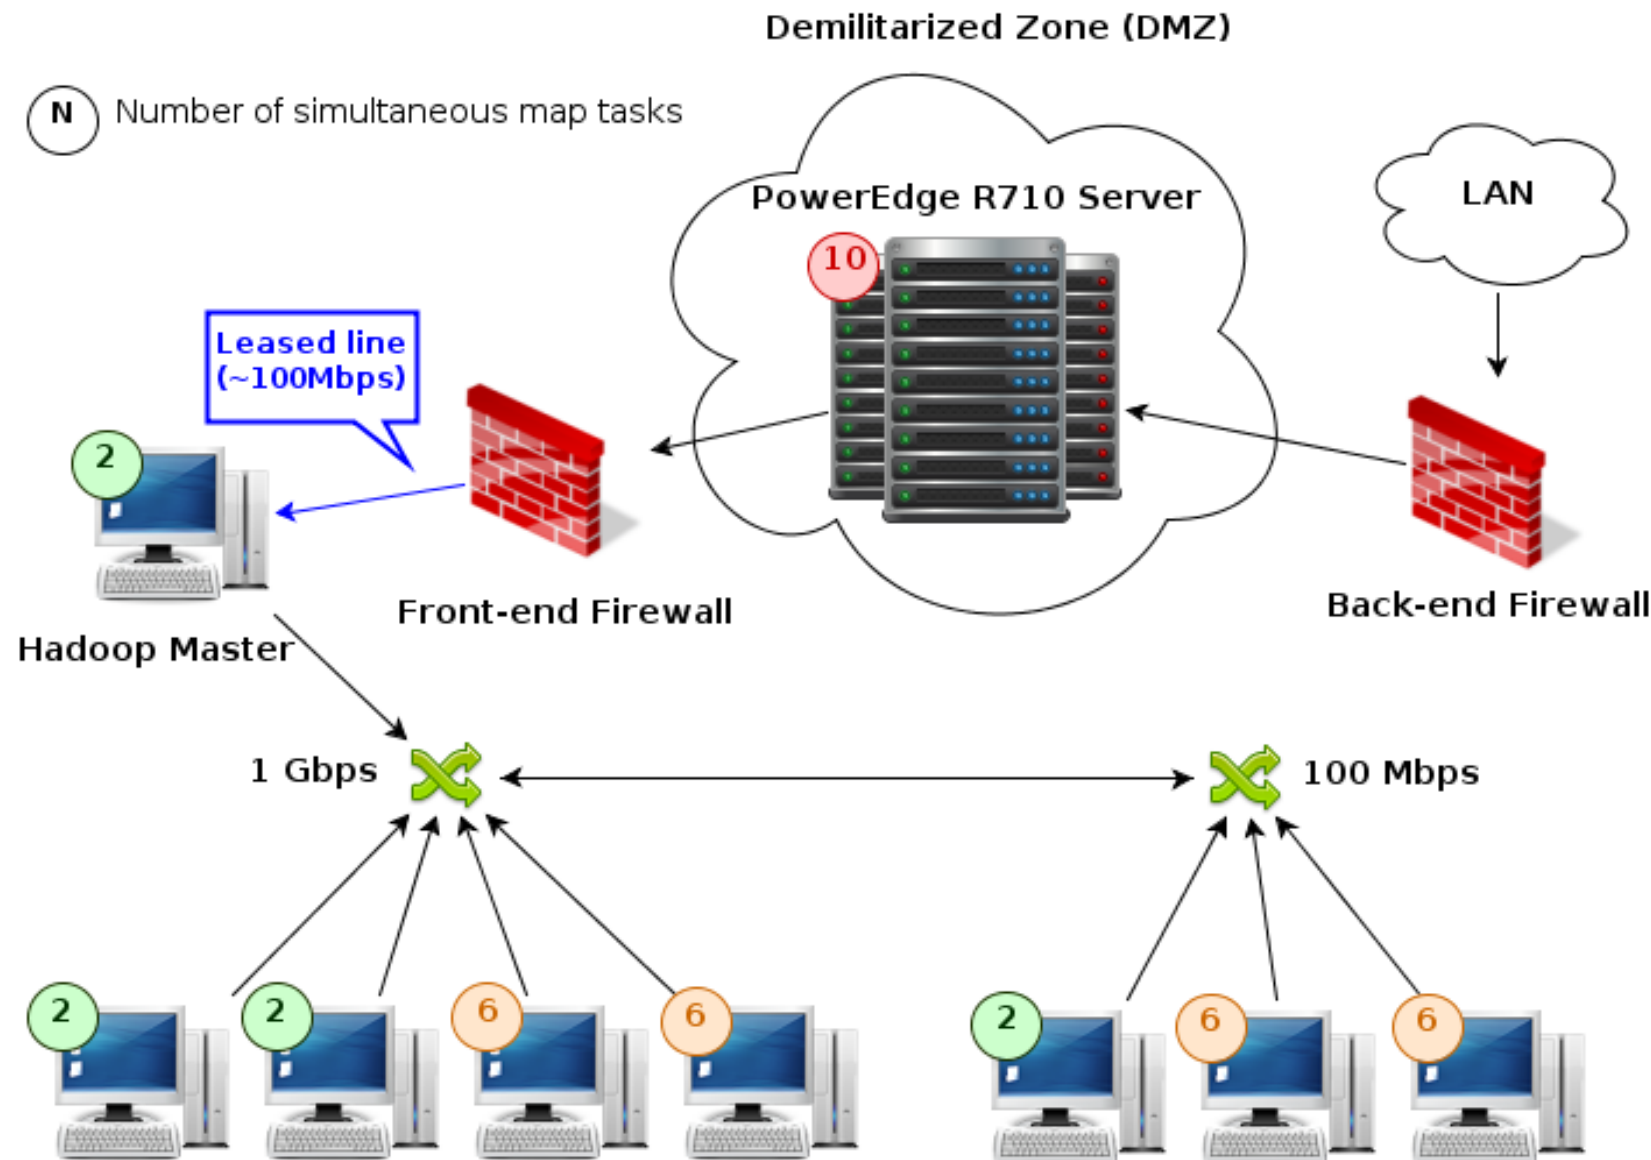 Demilitarized Zone (DMZ)
N
Number of simultaneous map tasks
PowerEdge R710 Server
LAN
10
Leased line
(~100Mbps)
2
Front-end Firewall
Back-end Firewall
Hadoop Master
1 Gbps
100 Mbps
2
2
6
6
2
6
6